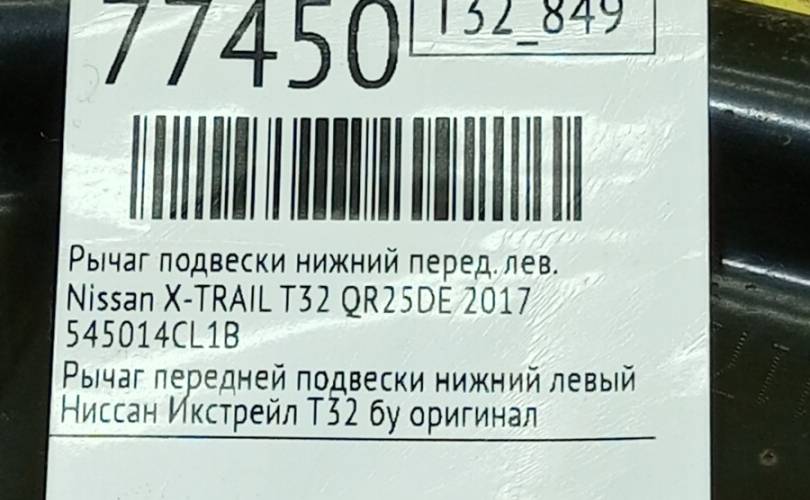 77450
T32_849
Рычаг подвески нижний перед. лев.
Nissan X-TRAIL T32 QR25DE 2017
545014CL1B
Рычаг передней подвески нижний левый
Ниссан Икстрейл Т32 бу оригинал